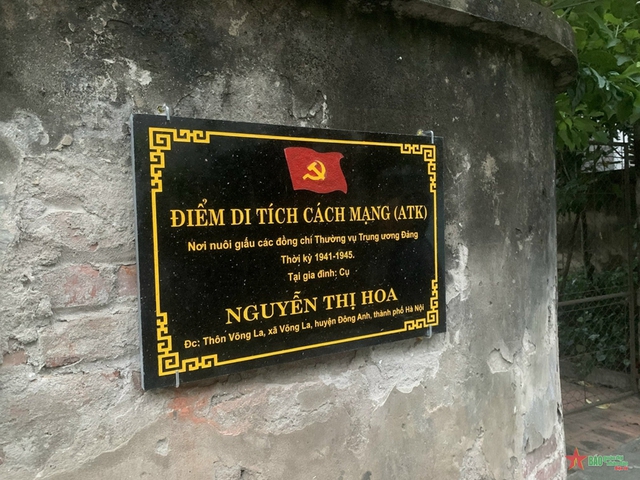 ĐIỂM DI TÍCH CÁCH MẠNG (ATK)
Nơi nuôi giấu các đồng chí Thường vụ Trung ương Đảng
Thời kỳ 1941-1945.
Tại gia đình: Cụ
NGUYỄN THỊ HOA
Đc: Thôn Võng La, xã Võng La, huyện Đông Anh, thành phố Hà Nội
BÁO